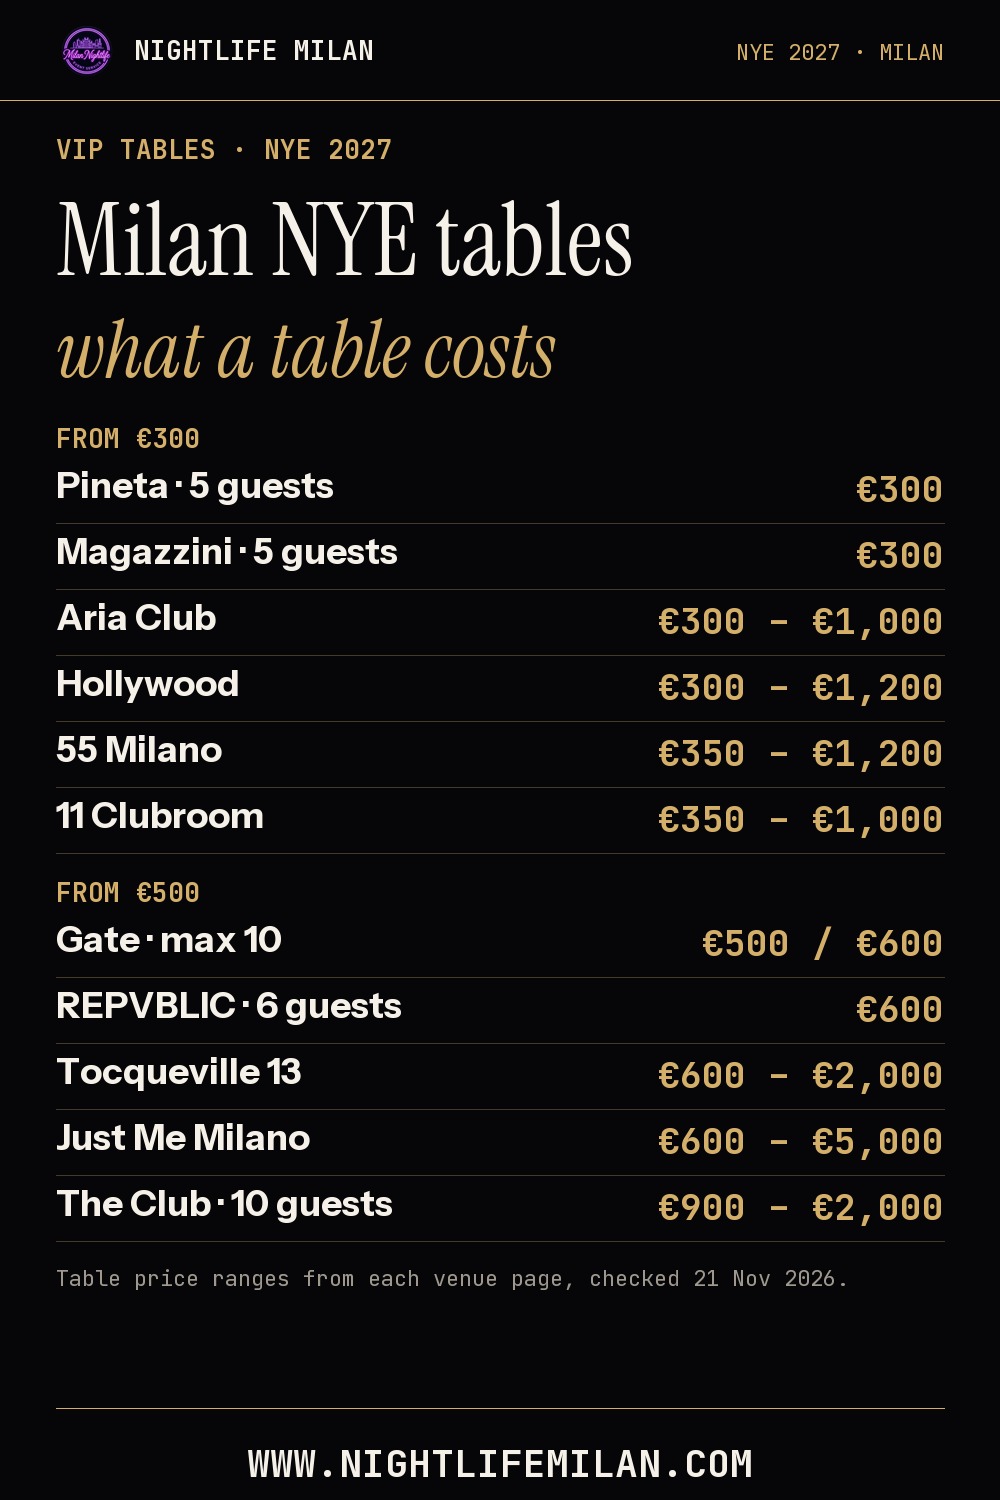 Milan Nightlife
NIGHTLIFE MILAN
NYE 2027 · MILAN
VIP TABLES · NYE 2027
Milan NYE tables
what a table costs
FROM €300
Pineta · 5 guests €300
Magazzini · 5 guests €300
Aria Club €300 – €1,000
Hollywood €300 – €1,200
55 Milano €350 – €1,200
11 Clubroom €350 – €1,000
FROM €500
Gate · max 10 €500 / €600
REPVBLIC · 6 guests €600
Tocqueville 13 €600 – €2,000
Just Me Milano €600 – €5,000
The Club · 10 guests €900 – €2,000
Table price ranges from each venue page, checked 21 Nov 2026.
WWW.NIGHTLIFEMILAN.COM